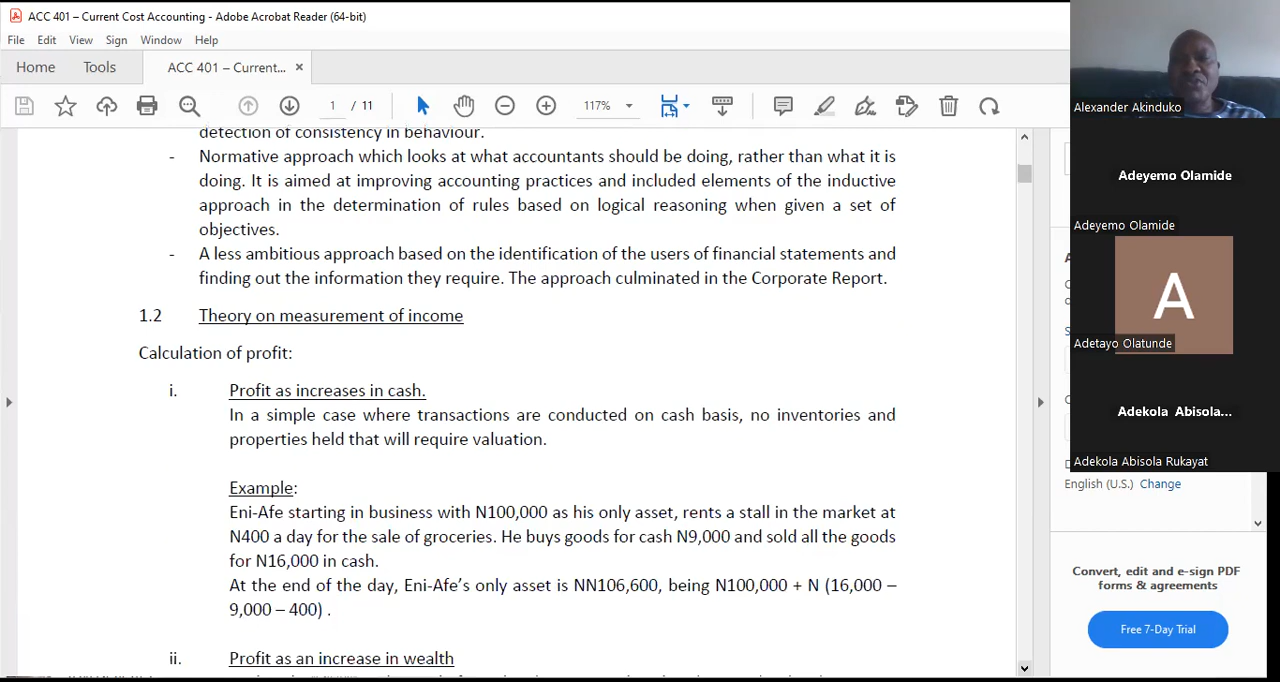 ACC 401 – Current Cost Accounting - Adobe Acrobat Reader (64-bit)
File Edit View Sign Window Help
Home Tools ACC 401 – Current... ×
1 / 11 117%
detection of consistency in behaviour.
- Normative approach which looks at what accountants should be doing, rather than what it is
doing. It is aimed at improving accounting practices and included elements of the inductive
approach in the determination of rules based on logical reasoning when given a set of
objectives.
- A less ambitious approach based on the identification of the users of financial statements and
finding out the information they require. The approach culminated in the Corporate Report.
1.2 Theory on measurement of income
Calculation of profit:
i. Profit as increases in cash.
In a simple case where transactions are conducted on cash basis, no inventories and
properties held that will require valuation.
Example:
Eni-Afe starting in business with N100,000 as his only asset, rents a stall in the market at
N400 a day for the sale of groceries. He buys goods for cash N9,000 and sold all the goods
for N16,000 in cash.
At the end of the day, Eni-Afe's only asset is NN106,600, being N100,000 + N (16,000 –
9,000 – 400) .
ii. Profit as an increase in wealth
Alexander Akinduko
Adeyemo Olamide
Adeyemo Olamide
A
Adetayo Olatunde
Adekola Abisola...
Adekola Abisola Rukayat
English (U.S.) Change
Convert, edit and e-sign PDF
forms & agreements
Free 7-Day Trial